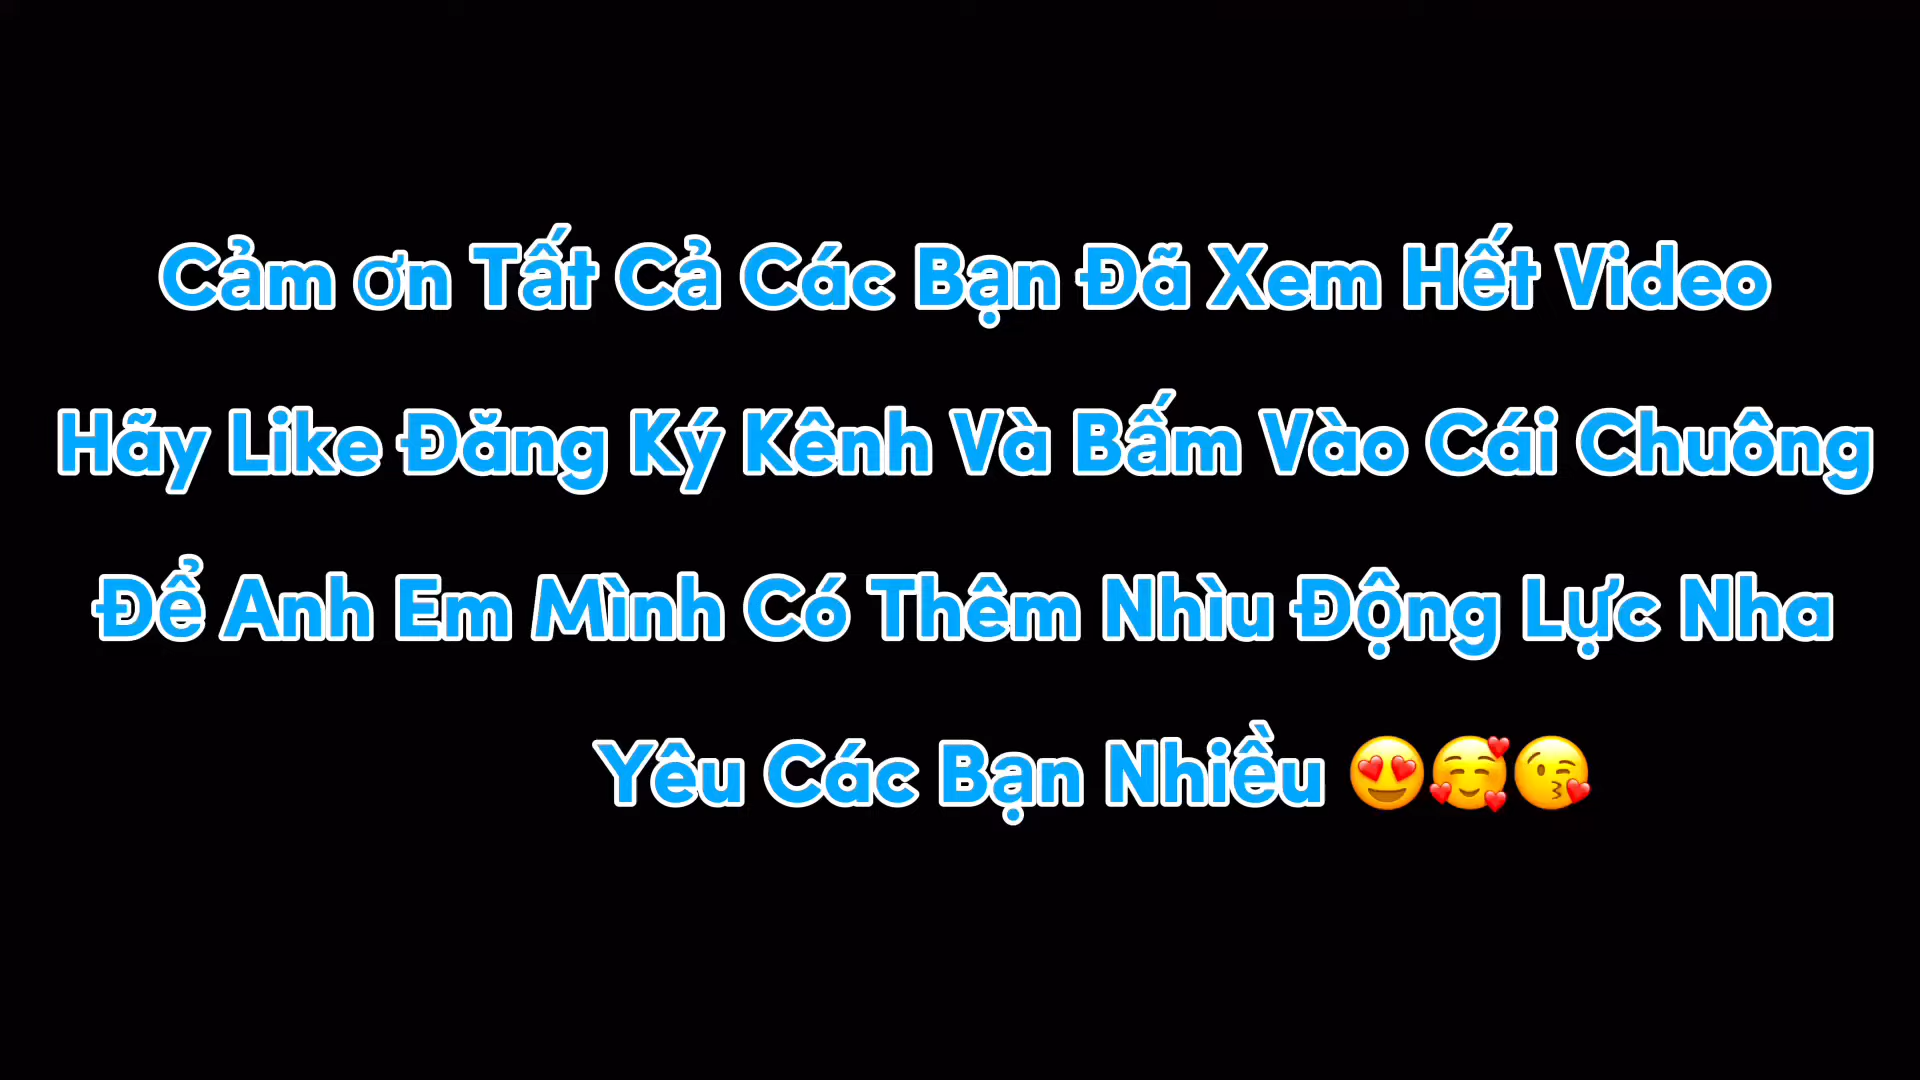 Cảm ơn Tất Cả Các Bạn Đã Xem Hết Video
Hãy Like Đăng Ký Kênh Và Bấm Vào Cái Chuông
Để Anh Em Mình Có Thêm Nhìu Động Lực Nha
Yêu Các Bạn Nhiều 😍🥰😘